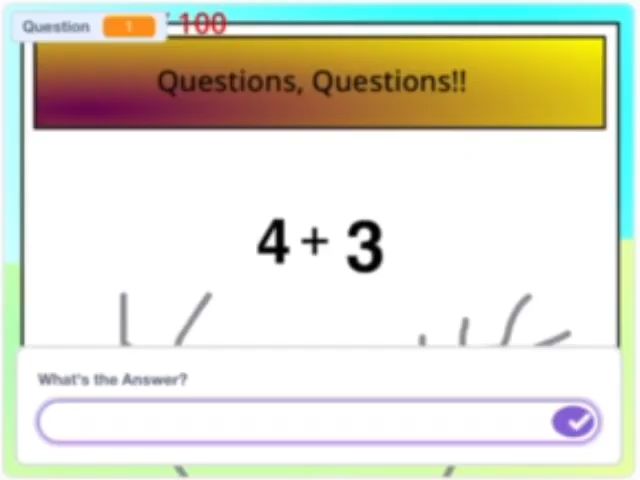 Question 1 / 100
Questions, Questions!!
4 + 3
What's the Answer?